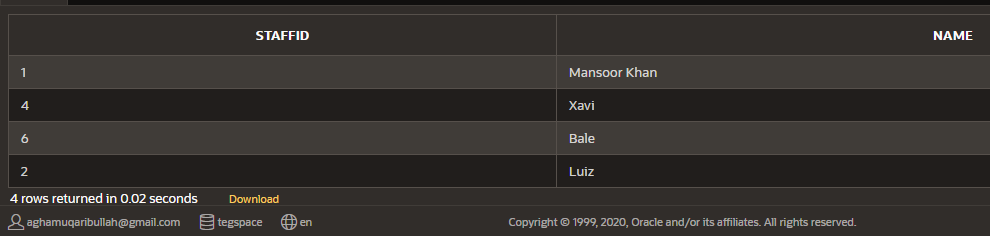 STAFFID NAME
1 Mansoor Khan
4 Xavi
6 Bale
2 Luiz
4 rows returned in 0.02 seconds Download
aghamuqaribullah@gmail.com tegspace en Copyright © 1999, 2020, Oracle and/or its affiliates. All rights reserved.